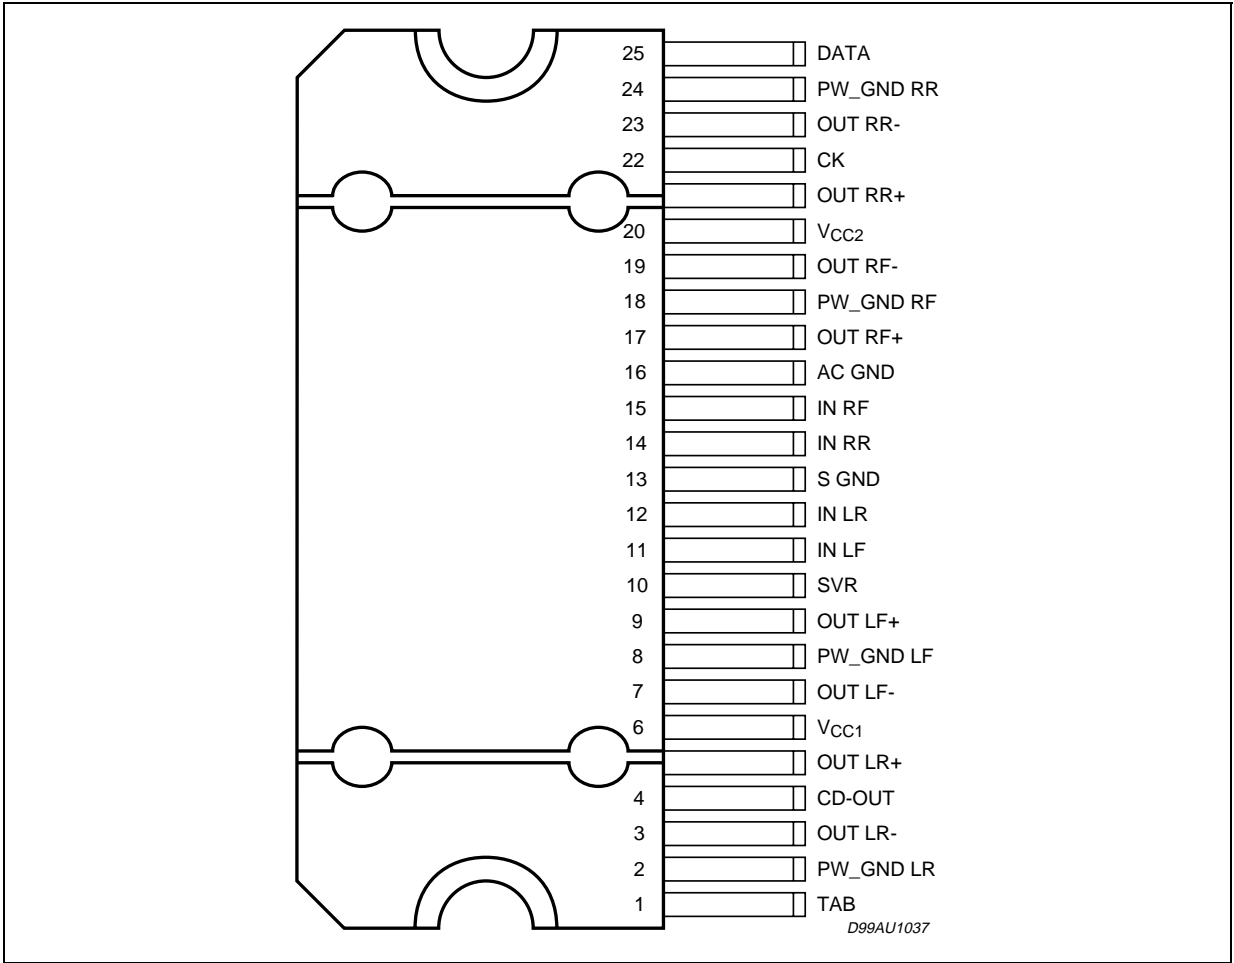 25 DATA
24 PW_GND RR
23 OUT RR-
22 CK
OUT RR+
20 VCC2
19 OUT RF-
18 PW_GND RF
17 OUT RF+
16 AC GND
15 IN RF
14 IN RR
13 S GND
12 IN LR
11 IN LF
10 SVR
9 OUT LF+
8 PW_GND LF
7 OUT LF-
6 VCC1
OUT LR+
4 CD-OUT
3 OUT LR-
2 PW_GND LR
1 TAB
D99AU1037